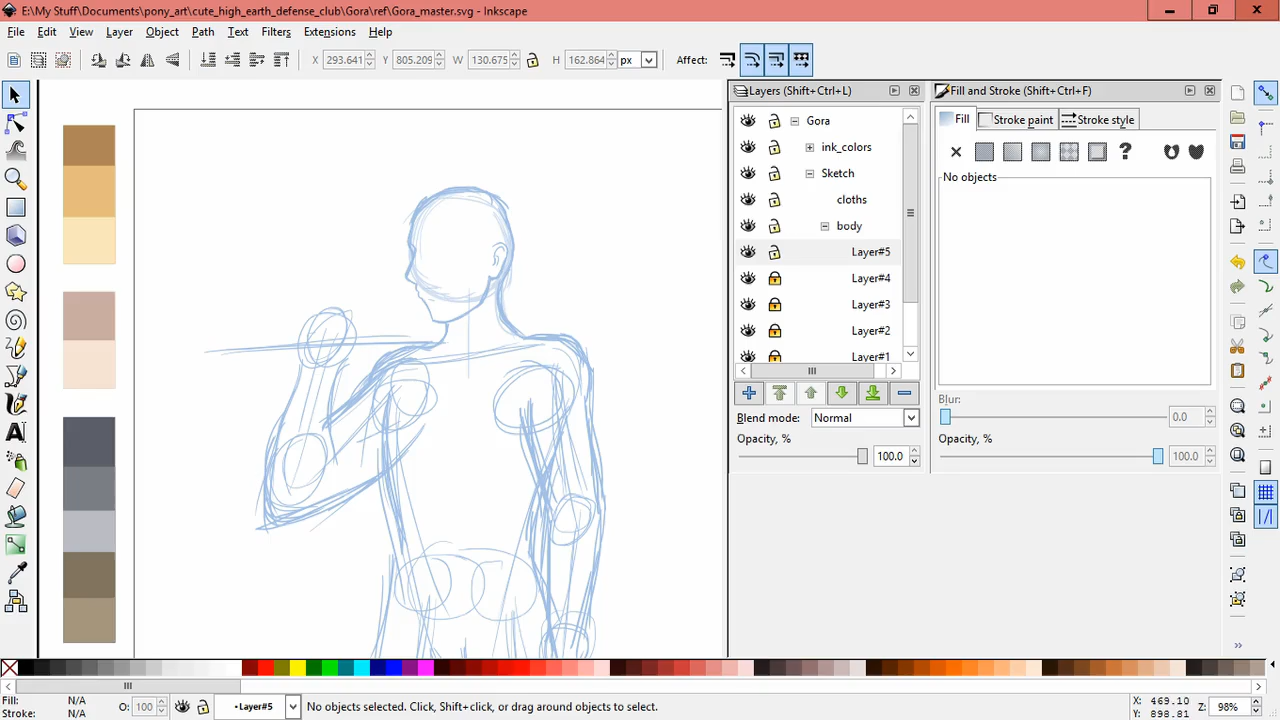 E:\My Stuff\Documents\pony_art\cute_high_earth_defense_club\Gora\ref\Gora_master.svg - Inkscape
File Edit View Layer Object Path Text Filters Extensions Help
X 293.641 Y 805.209 W 130.675 H 162.864 px Affect:
Layers (Shift+Ctrl+L)
Gora
ink_colors
Sketch
cloths
body
Layer#5
Layer#4
Layer#3
Layer#2
Layer#1
Blend mode: Normal
Opacity, %
100.0
Fill and Stroke (Shift+Ctrl+F)
Fill Stroke paint Stroke style
No objects
Blur:
0.0
Opacity, %
100.0
Fill: N/A
Stroke: N/A
O: 100
•Layer#5
No objects selected. Click, Shift+click, or drag around objects to select.
X: 469.10
Y: 898.81
Z: 98%